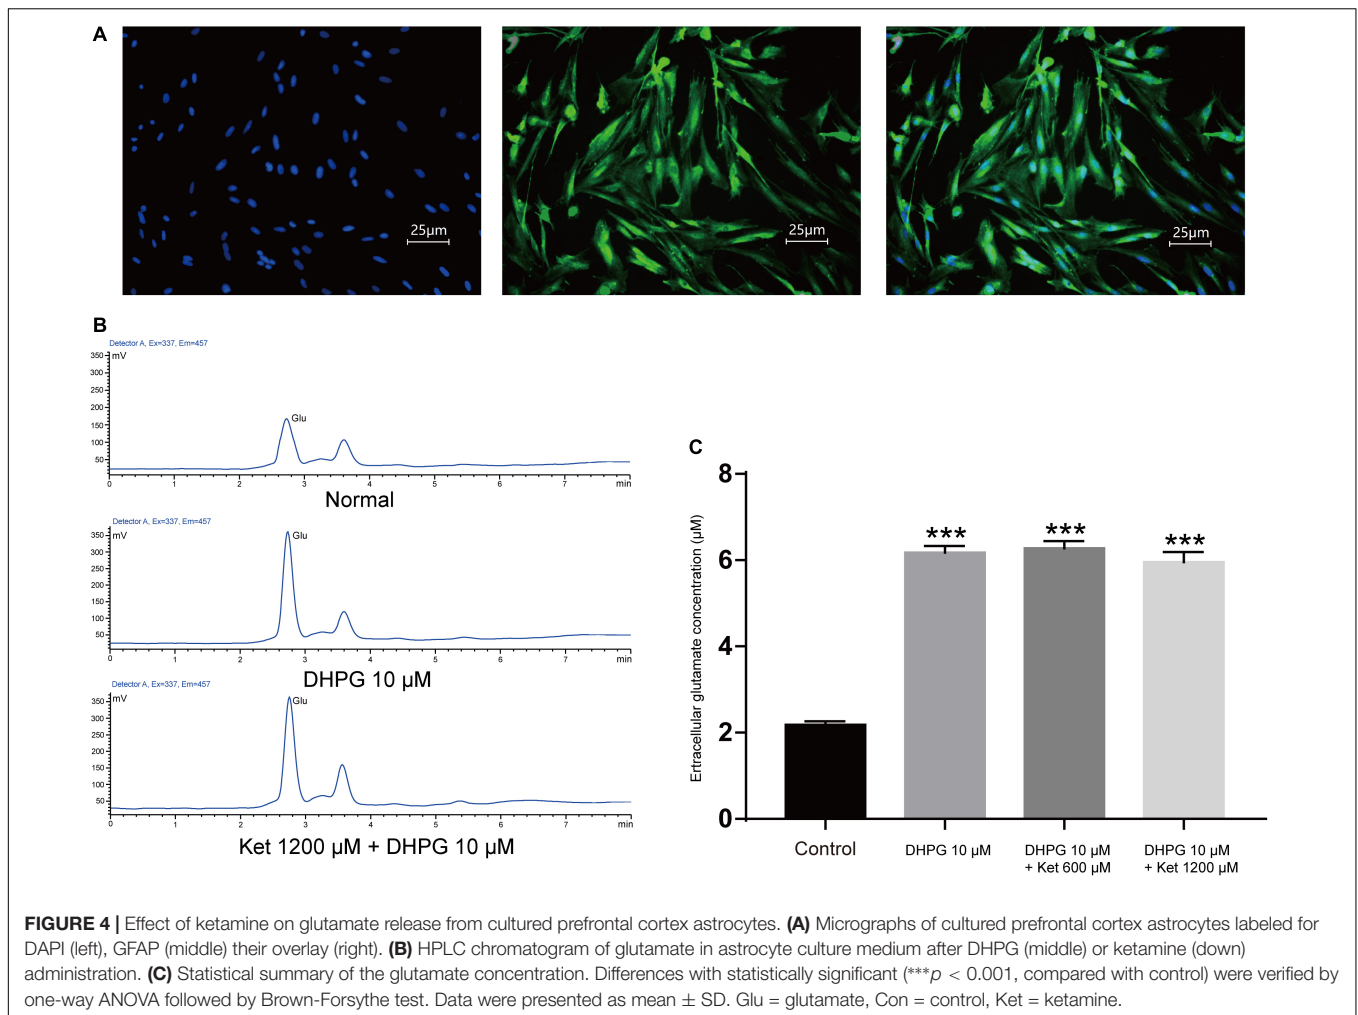 A
25μm
25μm
25μm
B
Detector A, Ex=337, Em=457
mV
350
300
250
200
150
100
50
Glu
0 1 2 3 4 5 6 7 min
Normal
Detector A, Ex=337, Em=457
mV
350
300
250
200
150
100
50
Glu
0 1 2 3 4 5 6 7 min
DHPG 10 μM
Detector A, Ex=337, Em=457
mV
350
300
250
200
150
100
50
Glu
0 1 2 3 4 5 6 7 min
Ket 1200 μM + DHPG 10 μM
C
Ertracellular glutamate concentration (μM)
8
6
4
2
0
***
***
***
Control
DHPG 10 μM
DHPG 10 μM
+ Ket 600 μM
DHPG 10 μM
+ Ket 1200 μM
FIGURE 4 | Effect of ketamine on glutamate release from cultured prefrontal cortex astrocytes. (A) Micrographs of cultured prefrontal cortex astrocytes labeled for
DAPI (left), GFAP (middle) their overlay (right). (B) HPLC chromatogram of glutamate in astrocyte culture medium after DHPG (middle) or ketamine (down)
administration. (C) Statistical summary of the glutamate concentration. Differences with statistically significant (***p < 0.001, compared with control) were verified by
one-way ANOVA followed by Brown-Forsythe test. Data were presented as mean ± SD. Glu = glutamate, Con = control, Ket = ketamine.